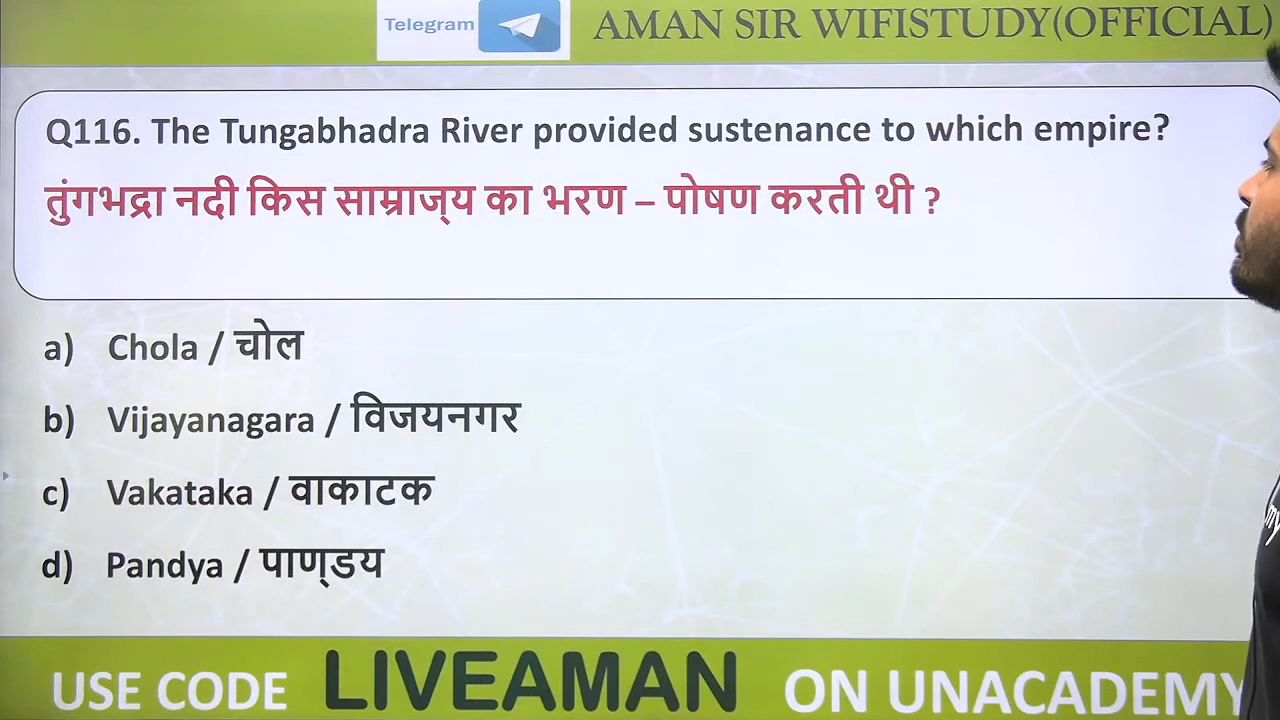 Telegram
AMAN SIR WIFISTUDY(OFFICIAL)
Q116. The Tungabhadra River provided sustenance to which empire?
तुंगभद्रा नदी किस साम्राज्य का भरण – पोषण करती थी ?
a) Chola / चोल
b) Vijayanagara / विजयनगर
c) Vakataka / वाकाटक
d) Pandya / पाण्डय
my
USE CODE LIVEAMAN ON UNACADEMY